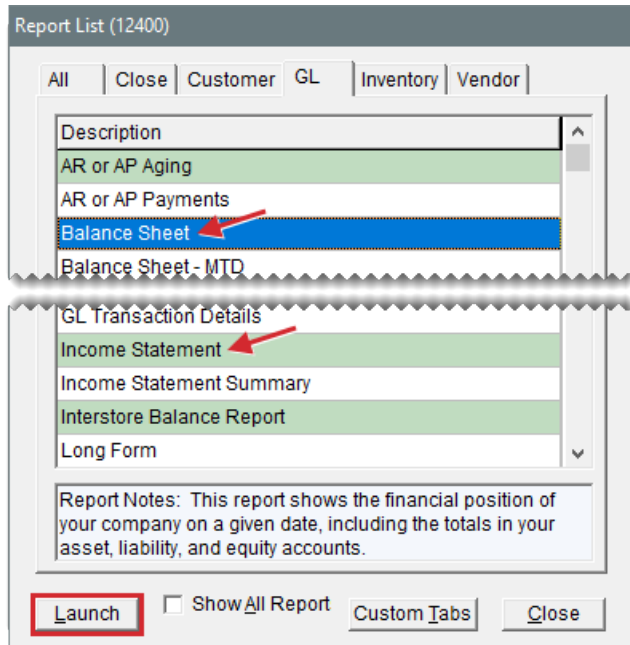 Report List (12400)
All Close Customer GL Inventory Vendor
Description
AR or AP Aging
AR or AP Payments
Balance Sheet
Balance Sheet - MTD
GL Transaction Details
Income Statement
Income Statement Summary
Interstore Balance Report
Long Form
Report Notes: This report shows the financial position of
your company on a given date, including the totals in your
asset, liability, and equity accounts.
Launch Show All Report Custom Tabs Close